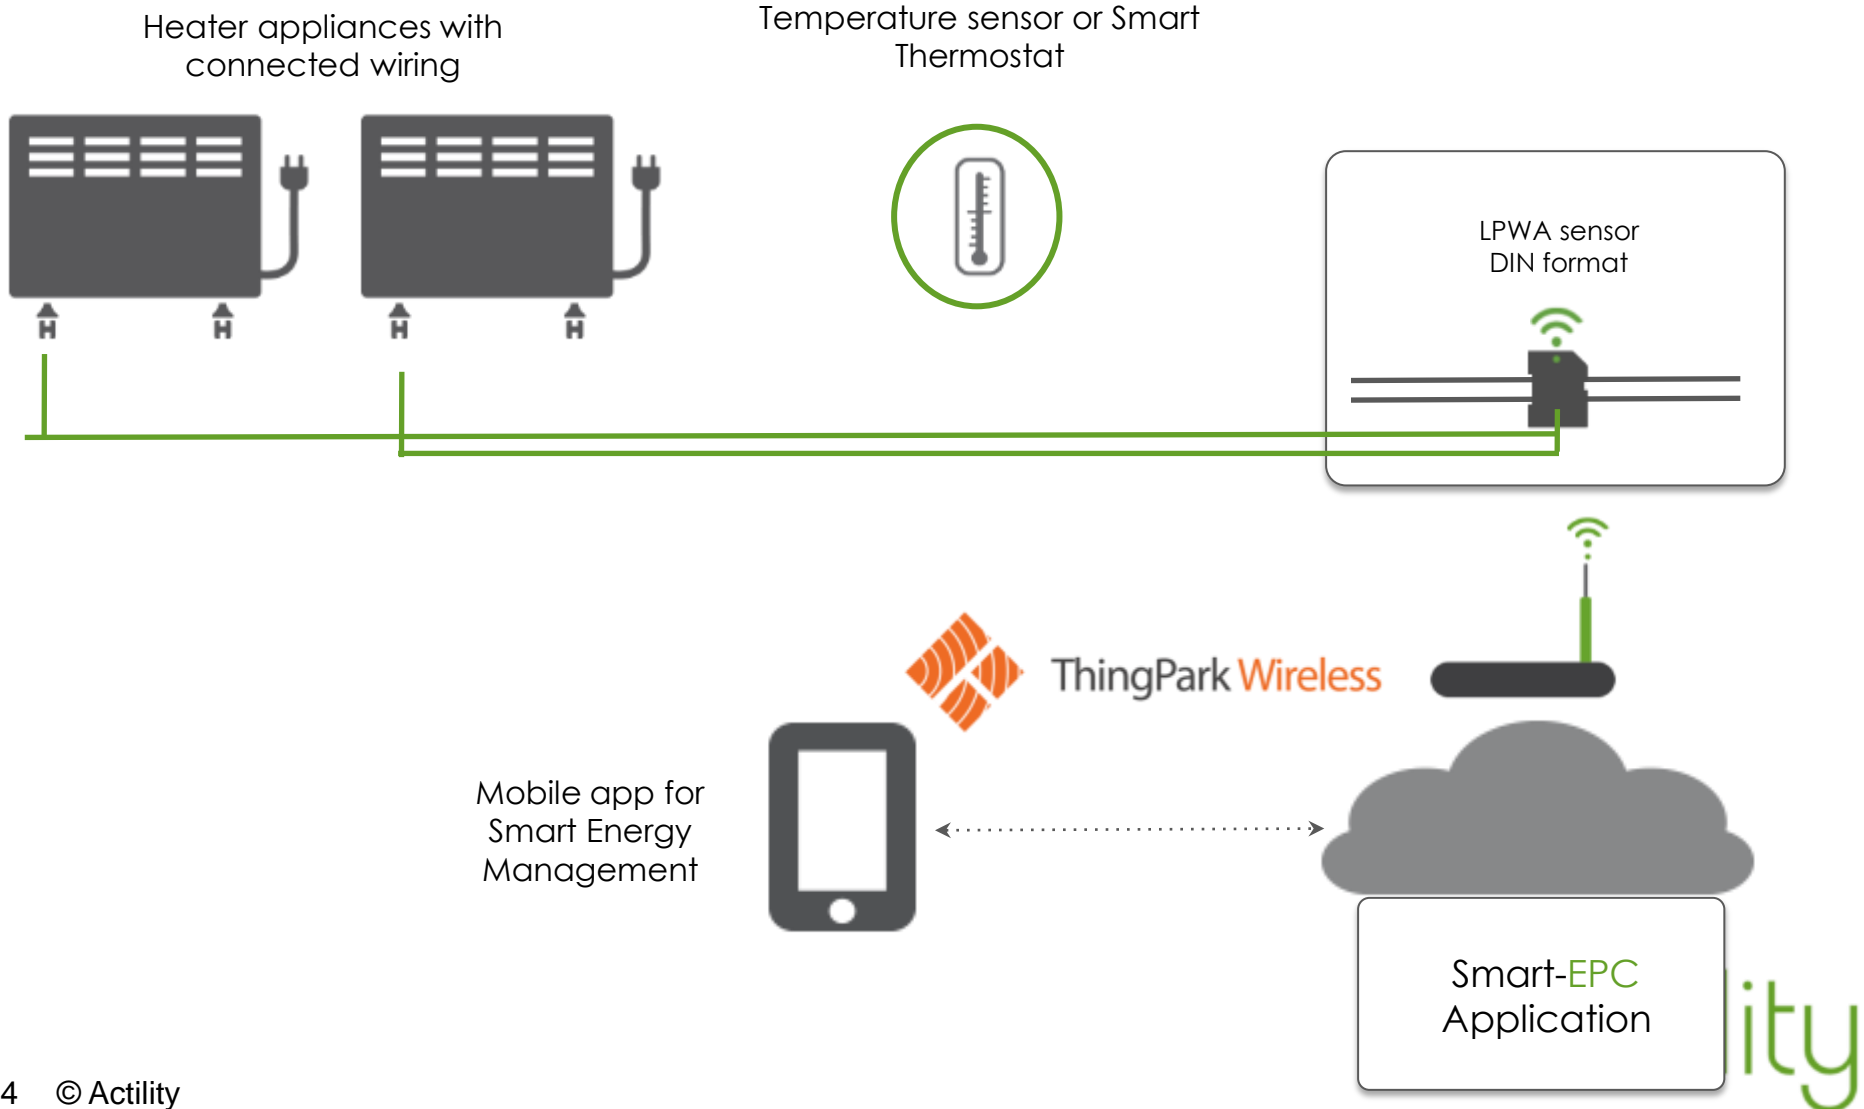 Heater appliances with
connected wiring
Temperature sensor or Smart
Thermostat
LPWA sensor
DIN format
ThingPark Wireless
Mobile app for
Smart Energy
Management
Smart-EPC
Application
ity
4 © Actility